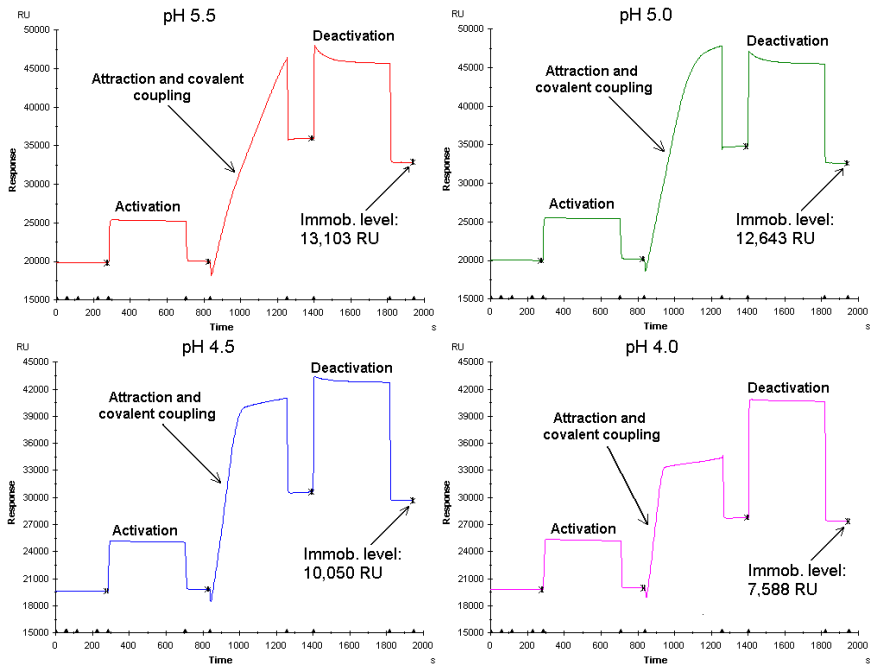 pH 5.5
RU
50000
45000
40000
35000
30000
25000
20000
15000
Response
Deactivation
Attraction and covalent
coupling
Activation
Immob. level:
13,103 RU
0 200 400 600 800 1000 1200 1400 1600 1800 2000
Time
s
pH 5.0
RU
50000
45000
40000
35000
30000
25000
20000
15000
Response
Deactivation
Attraction and
covalent coupling
Activation
Immob. level:
12,643 RU
0 200 400 600 800 1000 1200 1400 1600 1800 2000
Time
s
pH 4.5
RU
45000
42000
39000
36000
33000
30000
27000
24000
21000
18000
15000
Response
Deactivation
Attraction and
covalent coupling
Activation
Immob. level:
10,050 RU
0 200 400 600 800 1000 1200 1400 1600 1800 2000
Time
s
pH 4.0
RU
45000
42000
39000
36000
33000
30000
27000
24000
21000
18000
15000
Response
Deactivation
Attraction and
covalent coupling
Activation
Immob. level:
7,588 RU
0 200 400 600 800 1000 1200 1400 1600 1800 2000
Time
s